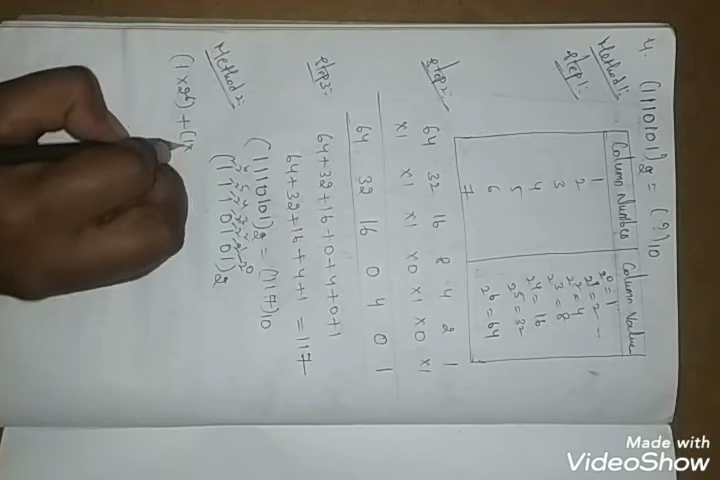 4. (1110101)2 = (?)10
Method1:
Step1:
Column Number Column Value
1 2^0=1
2 2^1=2
3 2^2=4
4 2^3=8
5 2^4=16
6 2^5=32
7 2^6=64
Step2:
64 32 16 8 4 2 1
x1 x1 x1 x0 x1 x0 x1
64 32 16 0 4 0 1
Step3:
64+32+16+0+4+0+1
64+32+16+4+1 = 117
(1110101)2 = (117)10
Method2:
(1110101)2
(1x2^6) + (1x
Made with
VideoShow